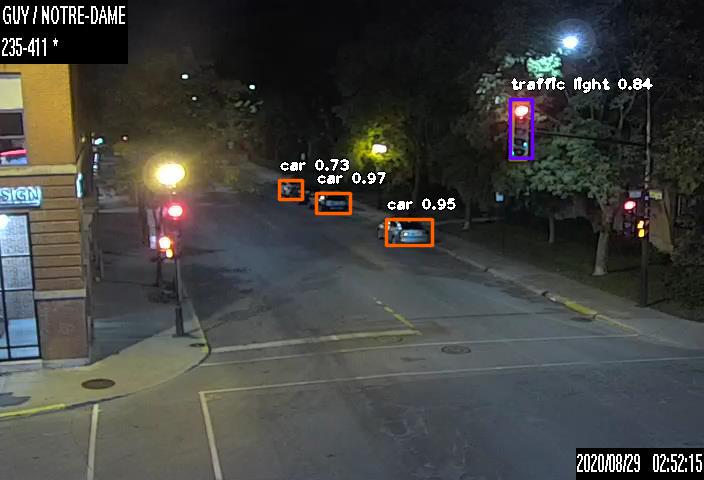 GUY / NOTRE-DAME
235-411 *
traffic light 0.84
car 0.73
car 0.97
car 0.95
SIGN
2020/08/29 02:52:15